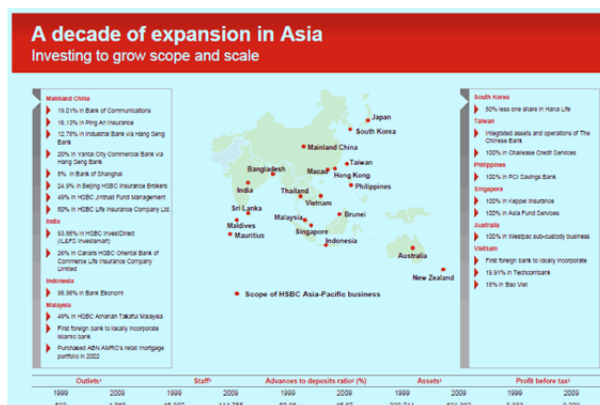 A decade of expansion in Asia
Investing to grow scope and scale
Mainland China
19.01% in Bank of Communications
16.13% in Ping An Insurance
12.78% in Industrial Bank via Hang Seng
Bank
20% in Yantai City Commercial Bank via
Hang Seng Bank
8% in Bank of Shanghai
24.9% in Beijing HSBC Insurance Brokers
49% in HSBC Jintrust Fund Management
50% in HSBC Life Insurance Company Ltd.
India
93.86% in HSBC InvestDirect
(IL&FS Investsmart)
26% in Canara HSBC Oriental Bank of
Commerce Life Insurance Company
Limited
Indonesia
98.96% in Bank Ekonomi
Malaysia
49% in HSBC Amanah Takaful Malaysia
First foreign bank to locally incorporate
Islamic bank
Purchased ABN AMRO's retail mortgage
portfolio in 2002
Japan
South Korea
Mainland China
Taiwan
Bangladesh
Macao
Hong Kong
India
Thailand
Philippines
Vietnam
Sri Lanka
Malaysia
Brunei
Maldives
Singapore
Mauritius
Indonesia
Australia
New Zealand
Scope of HSBC Asia-Pacific business
South Korea
50% less one share in Hana Life
Taiwan
Integrated assets and operations of The
Chinese Bank
100% in Chailease Credit Services
Philippines
100% in PCI Savings Bank
Singapore
100% in Keppel Insurance
100% in Asia Fund Services
Australia
100% in Westpac sub-custody business
Vietnam
First foreign bank to locally incorporate
19.91% in Techcombank
18% in Bao Viet
Outlets¹ Staff¹ Advances to deposits ratio² (%) Assets¹ Profit before tax²
1999 2009 1999 2009 1999 2009 1999 2009 1999 2009